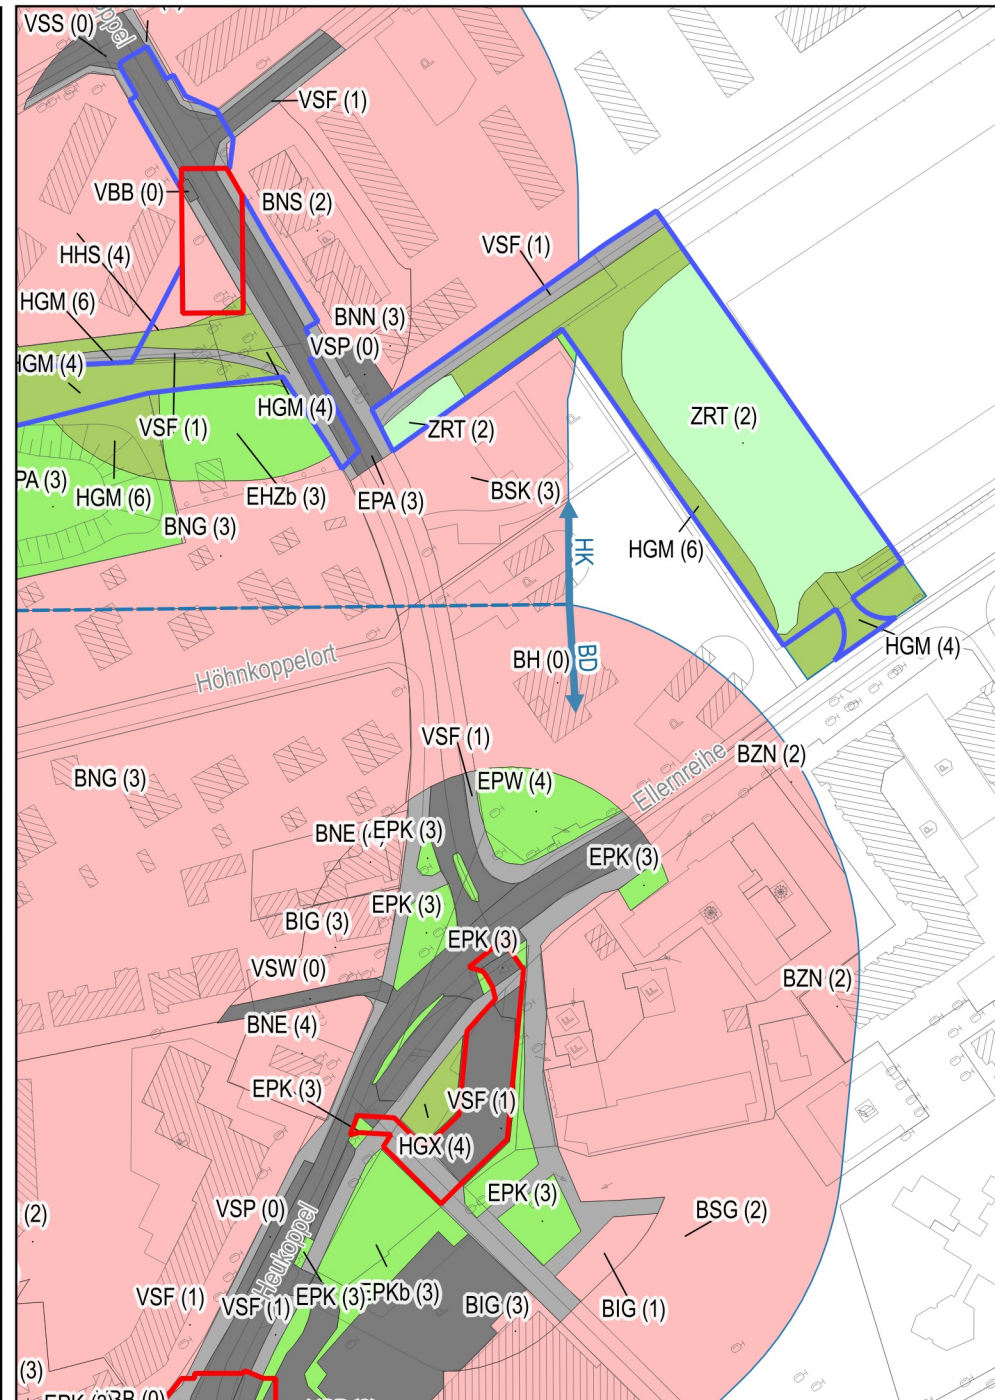 VSS (0)
VSF (1)
VBB (0)
BNS (2)
HHS (4)
VSF (1)
HGM (6)
BNN (3)
VSP (0)
HGM (4)
HGM (4)
VSF (1)
ZRT (2)
ZRT (2)
PA (3)
HGM (6)
EHZb (3)
EPA (3)
BSK (3)
BNG (3)
HGM (6)
HK
BD
HGM (4)
BH (0)
Höhnkoppelort
VSF (1)
BZN (2)
BNG (3)
EPW (4)
Ellernreihe
BNE (
EPK (3)
EPK (3)
EPK (3)
BIG (3)
EPK (3)
VSW (0)
BZN (2)
BNE (4)
EPK (3)
VSF (1)
HGX (4)
EPK (3)
VSP (0)
BSG (2)
(2)
Heukoppel
VSF (1)
VSF (1)
EPK (3)
EPKb (3)
BIG (3)
BIG (1)
(3)